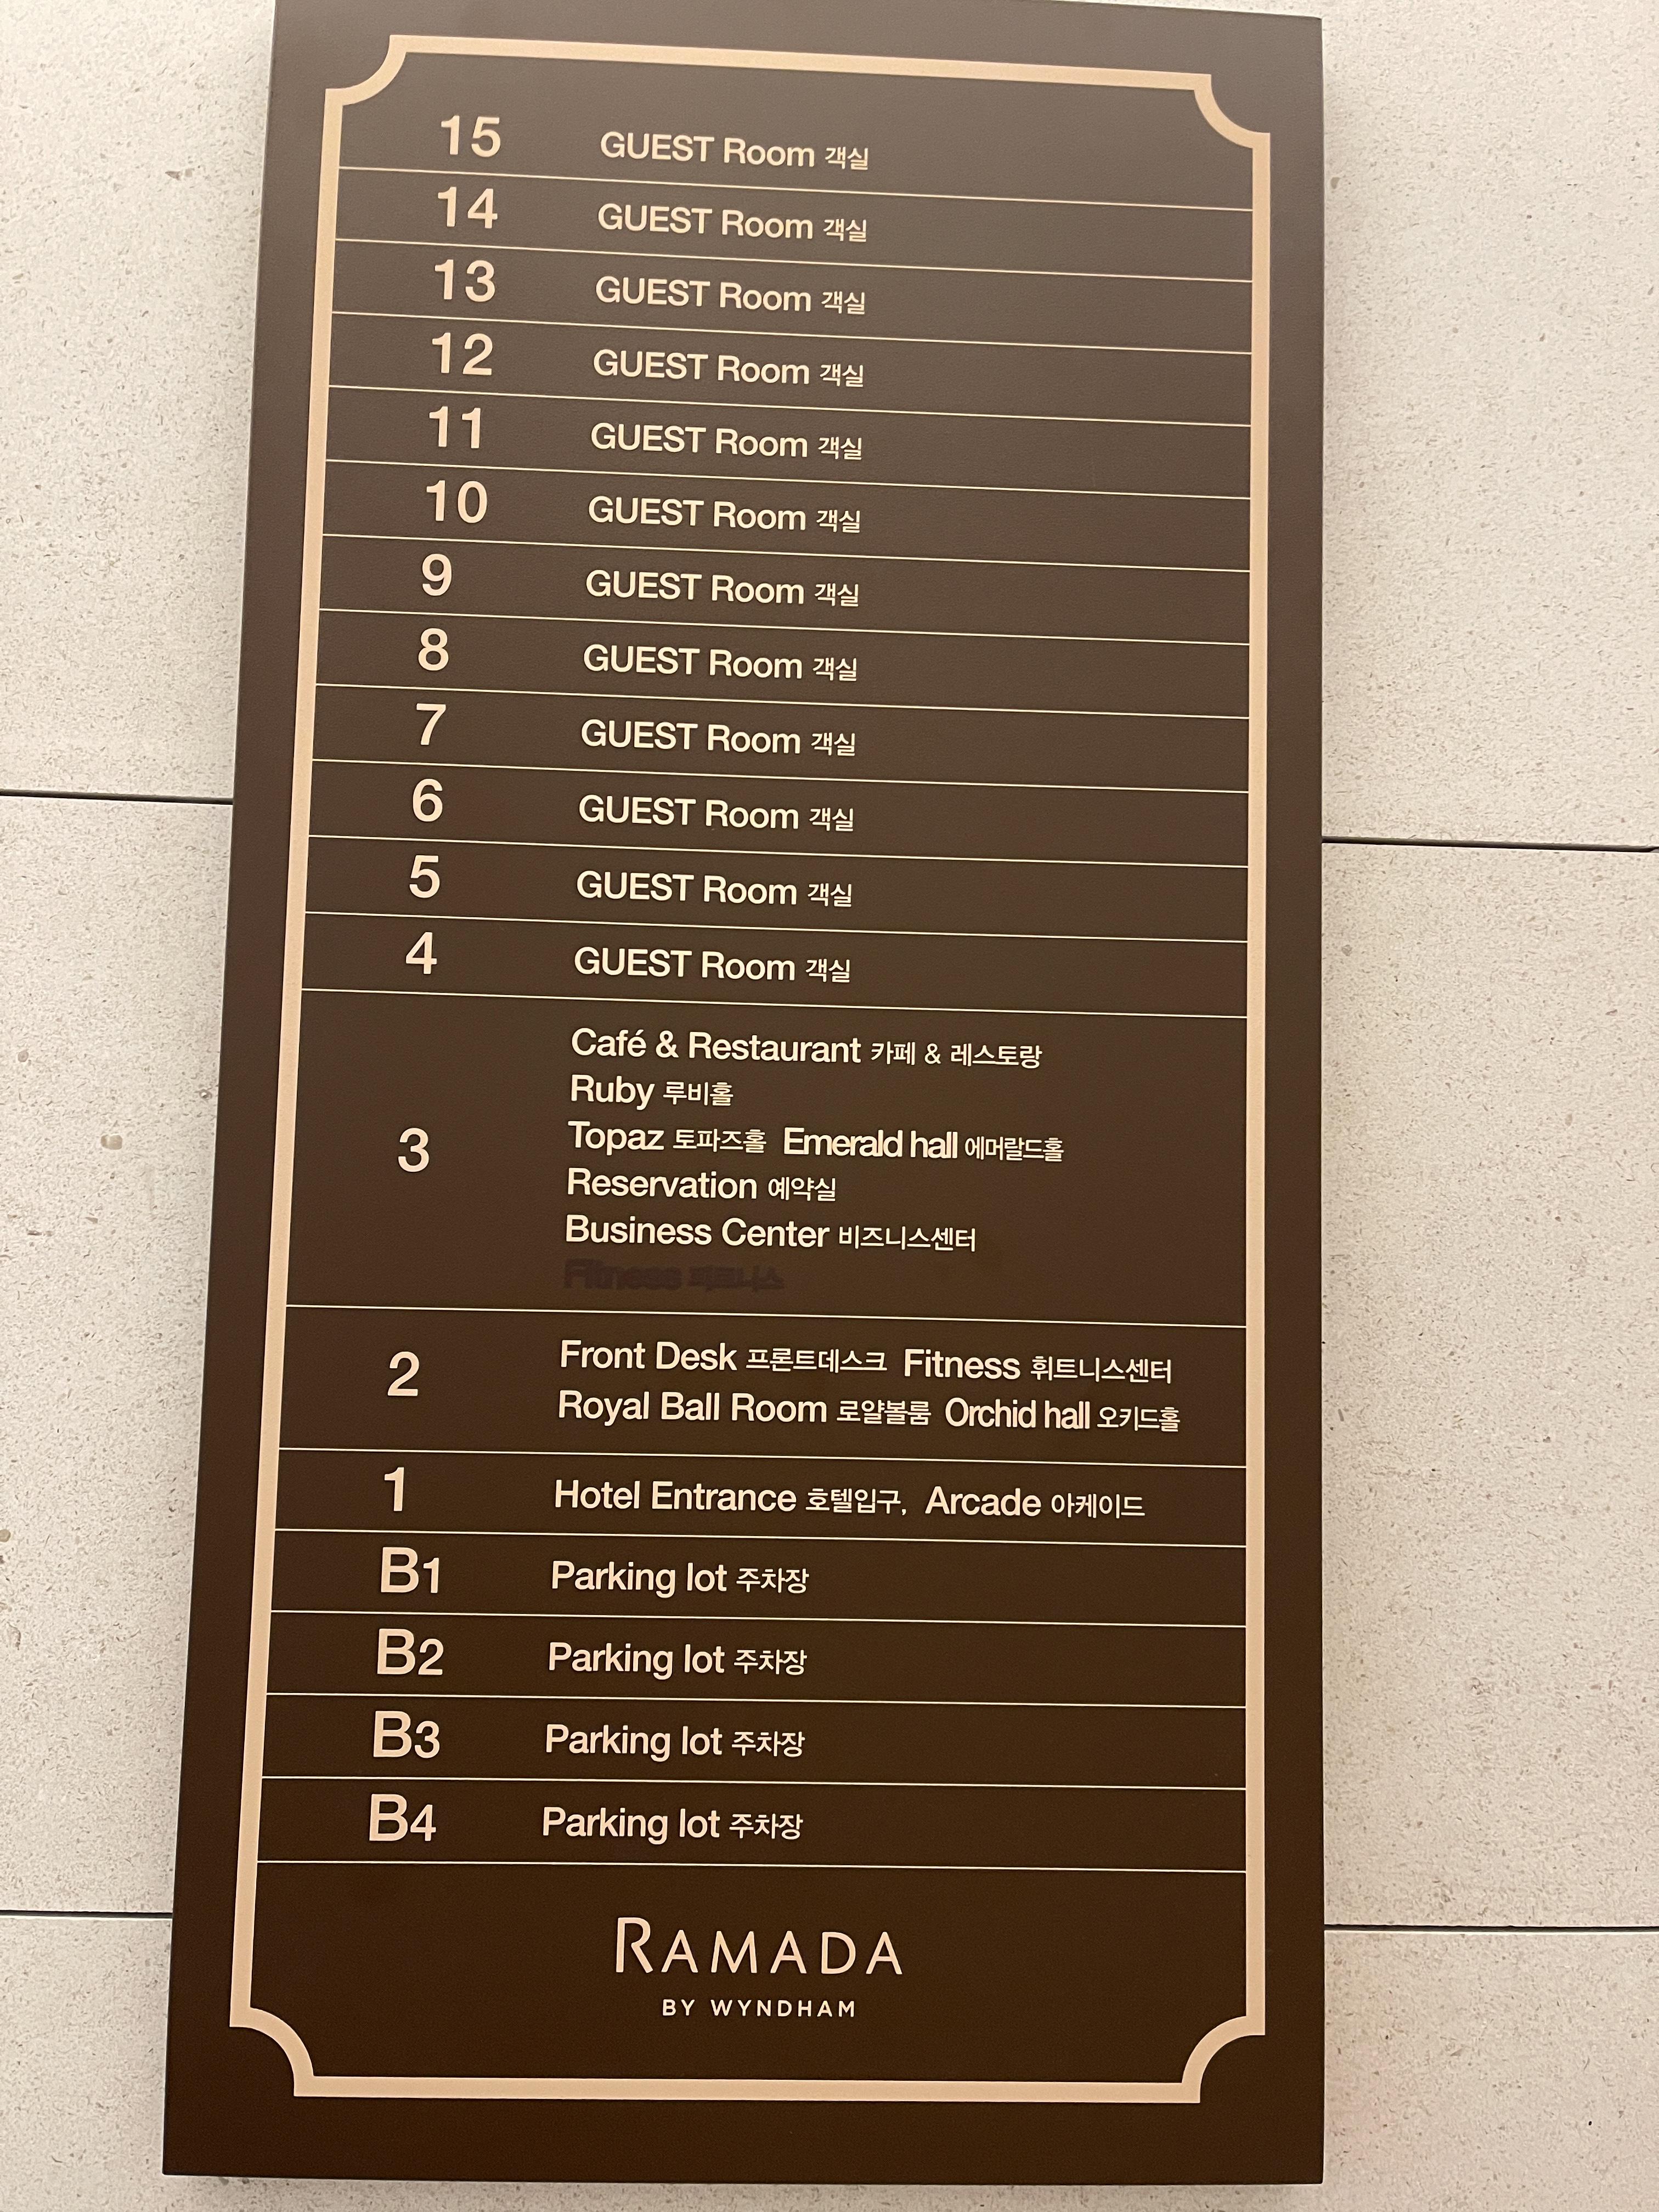 15 GUEST Room 객실
14 GUEST Room 객실
13 GUEST Room 객실
12 GUEST Room 객실
11 GUEST Room 객실
10 GUEST Room 객실
9 GUEST Room 객실
8 GUEST Room 객실
7 GUEST Room 객실
6 GUEST Room 객실
5 GUEST Room 객실
4 GUEST Room 객실
Café & Restaurant 카페 & 레스토랑
Ruby 루비홀
3 Topaz 토파즈홀 Emerald hall 에머랄드홀
Reservation 예약실
Business Center 비즈니스센터
Fitness
2 Front Desk 프론트데스크 Fitness 휘트니스센터
Royal Ball Room 로얄볼룸 Orchid hall 오키드홀
1 Hotel Entrance 호텔입구, Arcade 아케이드
B1 Parking lot 주차장
B2 Parking lot 주차장
B3 Parking lot 주차장
B4 Parking lot 주차장
RAMADA
BY WYNDHAM